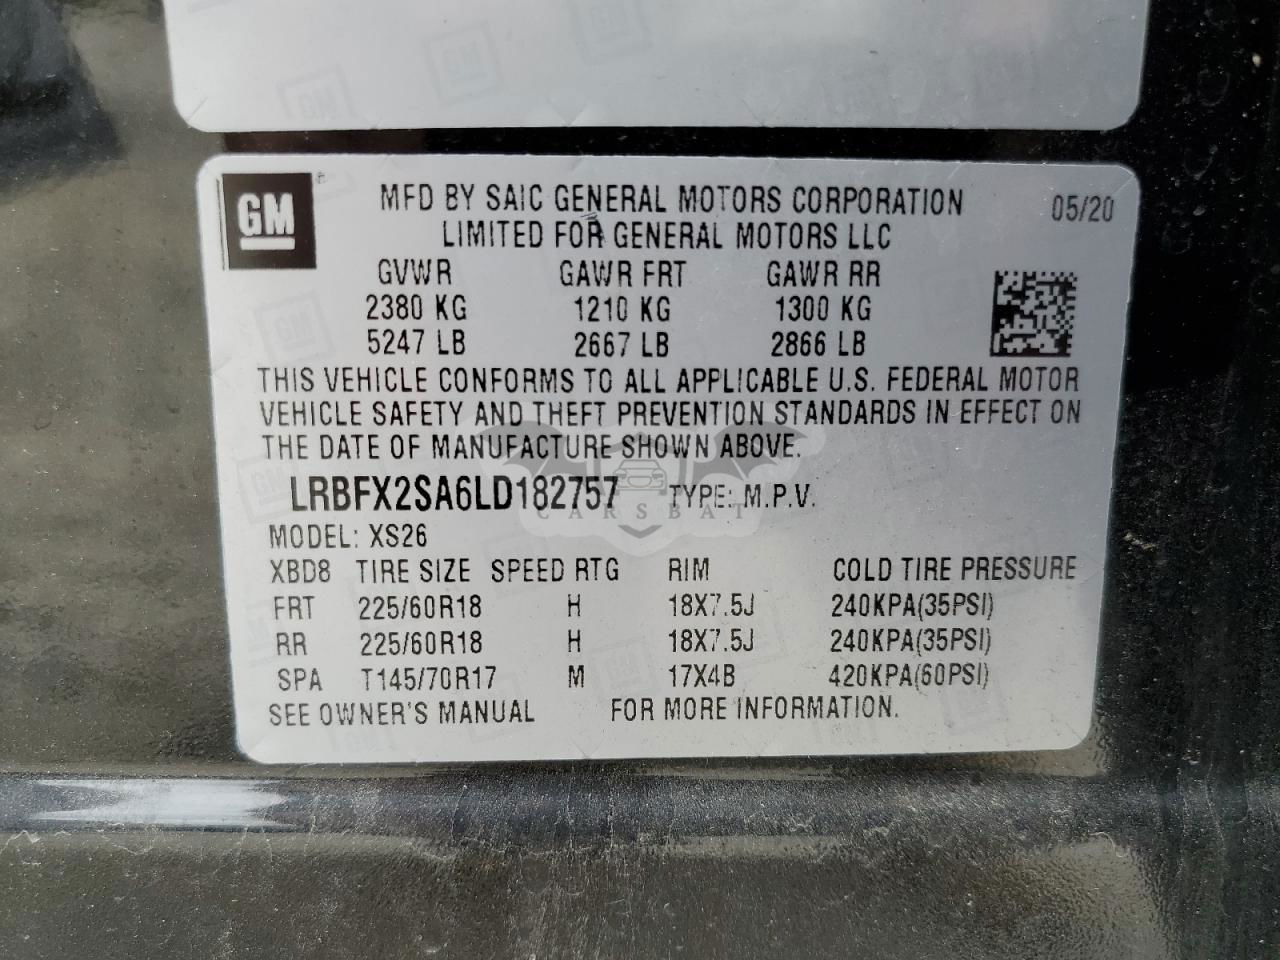 GM
GM ®
MFD BY SAIC GENERAL MOTORS CORPORATION
LIMITED FOR GENERAL MOTORS LLC
05/20
GVWR GAWR FRT GAWR RR
2380 KG 1210 KG 1300 KG
5247 LB 2667 LB 2866 LB
THIS VEHICLE CONFORMS TO ALL APPLICABLE U.S. FEDERAL MOTOR
VEHICLE SAFETY AND THEFT PREVENTION STANDARDS IN EFFECT ON
THE DATE OF MANUFACTURE SHOWN ABOVE.
LRBFX2SA6LD182757 TYPE: M.P.V.
CARSBAT
MODEL: XS26
XBD8 TIRE SIZE SPEED RTG RIM COLD TIRE PRESSURE
FRT 225/60R18 H 18X7.5J 240KPA(35PSI)
RR 225/60R18 H 18X7.5J 240KPA(35PSI)
SPA T145/70R17 M 17X4B 420KPA(60PSI)
SEE OWNER'S MANUAL FOR MORE INFORMATION.